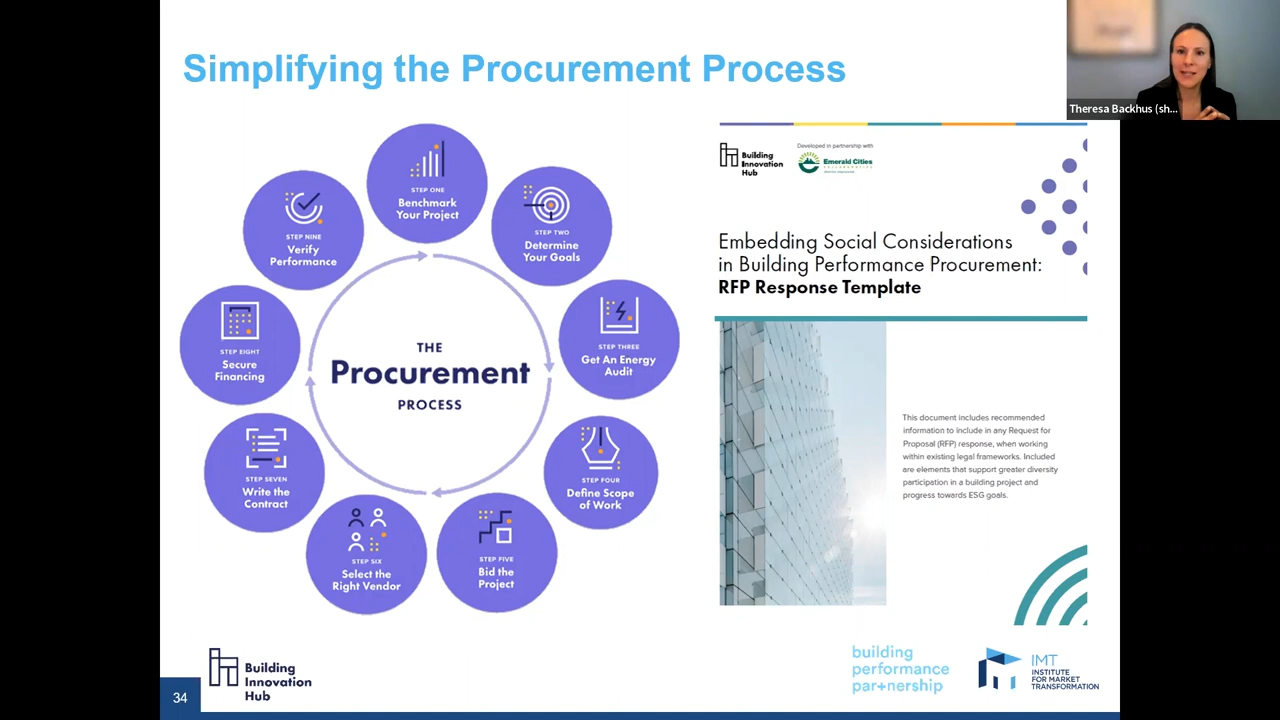 Simplifying the Procurement Process
Theresa Backhus (sh...
STEP ONE
Benchmark
Your Project
STEP TWO
Determine
Your Goals
STEP THREE
Get An Energy
Audit
STEP FOUR
Define Scope
of Work
STEP FIVE
Bid the
Project
STEP SIX
Select the
Right Vendor
STEP SEVEN
Write the
Contract
STEP EIGHT
Secure
Financing
STEP NINE
Verify
Performance
THE
Procurement
PROCESS
Building
Innovation
Hub
Developed in partnership with
Emerald Cities
Embedding Social Considerations
in Building Performance Procurement:
RFP Response Template
This document includes recommended
information to include in any Request for
Proposal (RFP) response, when working
within existing legal frameworks. Included
are elements that support greater diversity
participation in a building project and
progress towards ESG goals.
34
Building
Innovation
Hub
building
performance
par+nership
IMT
INSTITUTE
FOR MARKET
TRANSFORMATION